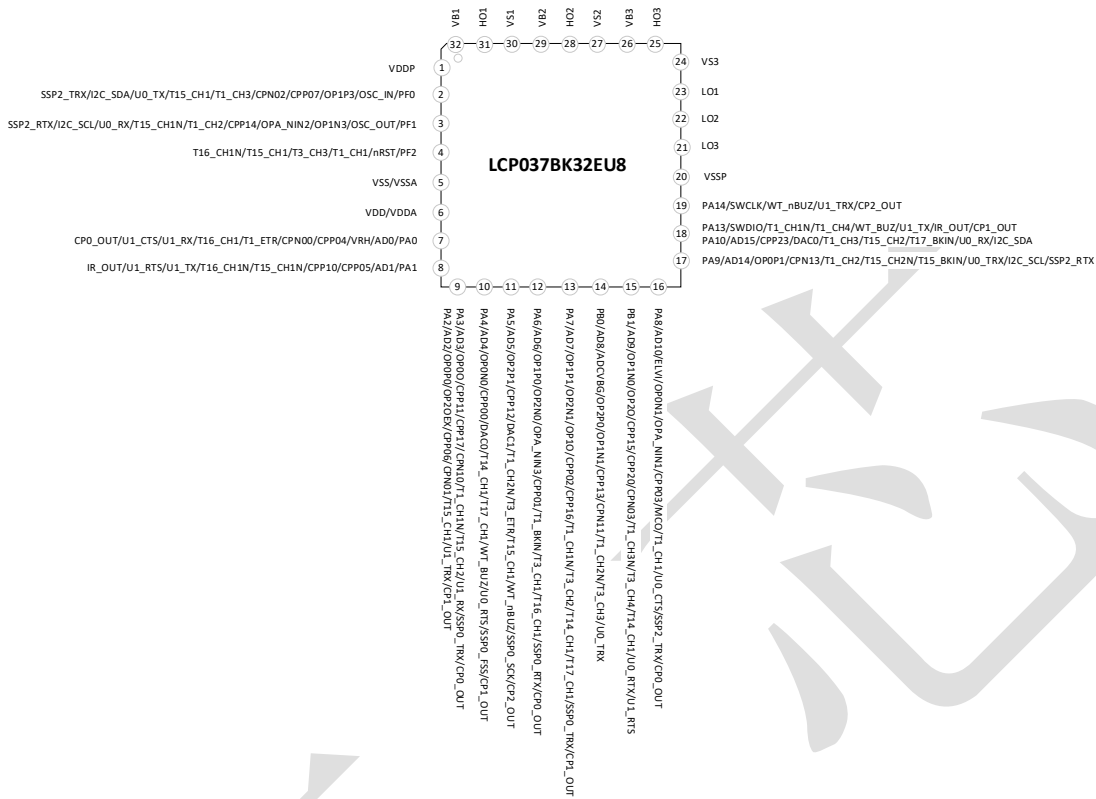 VB1
HO1
VS1
VB2
HO2
VS2
VB3
HO3
32
31
30
29
28
27
26
25
VDDP
1
SSP2_TRX/I2C_SDA/U0_TX/T15_CH1/T1_CH3/CPN02/CPP07/OP1P3/OSC_IN/PF0
2
SSP2_RTX/I2C_SCL/U0_RX/T15_CH1N/T1_CH2/CPP14/OPA_NIN2/OP1N3/OSC_OUT/PF1
3
T16_CH1N/T15_CH1/T3_CH3/T1_CH1/nRST/PF2
4
VSS/VSSA
5
VDD/VDDA
6
CP0_OUT/U1_CTS/U1_RX/T16_CH1/T1_ETR/CPN00/CPP04/VRH/AD0/PA0
7
IR_OUT/U1_RTS/U1_TX/T16_CH1N/T15_CH1N/CPP10/CPP05/AD1/PA1
8
LCP037BK32EU8
24 VS3
23 LO1
22 LO2
21 LO3
20 VSSP
19 PA14/SWCLK/WT_nBUZ/U1_TRX/CP2_OUT
18 PA13/SWDIO/T1_CH1N/T1_CH4/WT_BUZ/U1_TX/IR_OUT/CP1_OUT
PA10/AD15/CPP23/DAC0/T1_CH3/T15_CH2/T17_BKIN/U0_RX/I2C_SDA
17 PA9/AD14/OP0P1/CPN13/T1_CH2/T15_CH2N/T15_BKIN/U0_TRX/I2C_SCL/SSP2_RTX
9
10
11
12
13
14
15
16
PA2/AD2/OP0P0/OP2OEX/CPP06/CPN01/T15_CH1/U1_TRX/CP1_OUT
PA3/AD3/OP0O/CPP11/CPP17/CPN10/T1_CH1N/T15_CH2/U1_RX/SSP0_TRX/CP0_OUT
PA4/AD4/OP0N0/CPP00/DAC0/T14_CH1/T17_CH1/WT_BUZ/U0_RTS/SSP0_FSS/CP1_OUT
PA5/AD5/OP2P1/CPP12/DAC1/T1_CH2N/T3_ETR/T15_CH1/WT_nBUZ/SSP0_SCK/CP2_OUT
PA6/AD6/OP1P0/OP2N0/OPA_NIN3/CPP01/T1_BKIN/T3_CH1/T16_CH1/SSP0_RTX/CP0_OUT
PA7/AD7/OP1P1/OP2N1/OP1O/CPP02/CPP16/T1_CH1N/T3_CH2/T14_CH1/T17_CH1/SSP0_TRX/CP1_OUT
PB0/AD8/ADCVBG/OP2P0/OP1N1/CPP13/CPN11/T1_CH2N/T3_CH3/U0_TRX
PB1/AD9/OP1N0/OP2O/CPP15/CPP20/CPN03/T1_CH3N/T3_CH4/T14_CH1/U0_RTX/U1_RTS
PA8/AD10/ELVI/OP0N1/OPA_NIN1/CPP03/MCO/T1_CH1/U0_CTS/SSP2_TRX/CP0_OUT